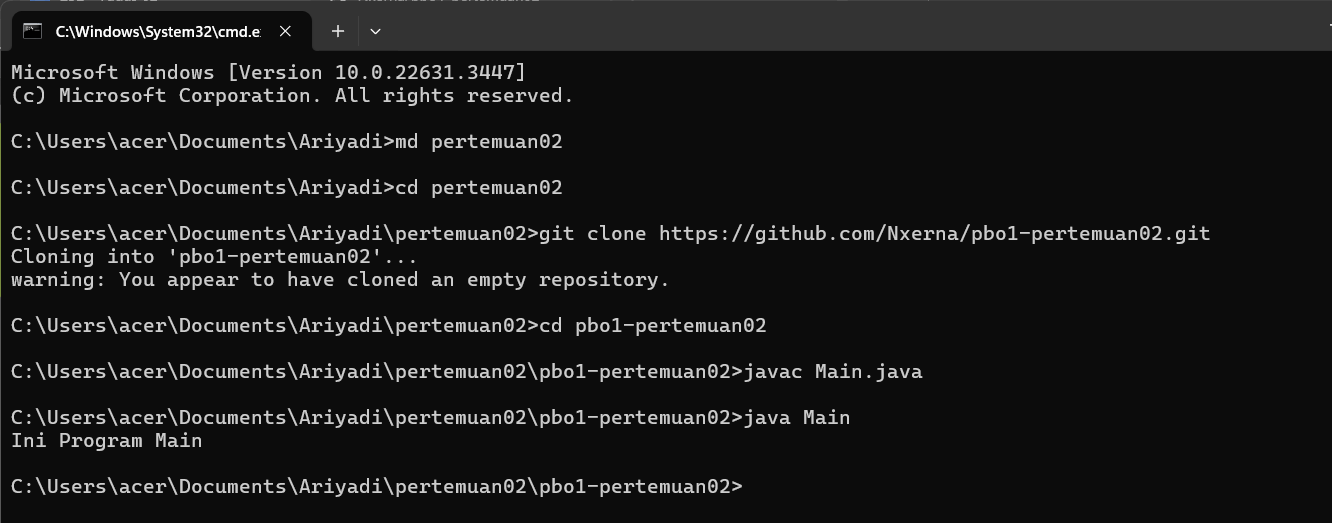 C:\Windows\System32\cmd.e
Microsoft Windows [Version 10.0.22631.3447]
(c) Microsoft Corporation. All rights reserved.
C:\Users\acer\Documents\Ariyadi>md pertemuan02
C:\Users\acer\Documents\Ariyadi>cd pertemuan02
C:\Users\acer\Documents\Ariyadi\pertemuan02>git clone https://github.com/Nxerna/pbo1-pertemuan02.git
Cloning into 'pbo1-pertemuan02'...
warning: You appear to have cloned an empty repository.
C:\Users\acer\Documents\Ariyadi\pertemuan02>cd pbo1-pertemuan02
C:\Users\acer\Documents\Ariyadi\pertemuan02\pbo1-pertemuan02>javac Main.java
C:\Users\acer\Documents\Ariyadi\pertemuan02\pbo1-pertemuan02>java Main
Ini Program Main
C:\Users\acer\Documents\Ariyadi\pertemuan02\pbo1-pertemuan02>